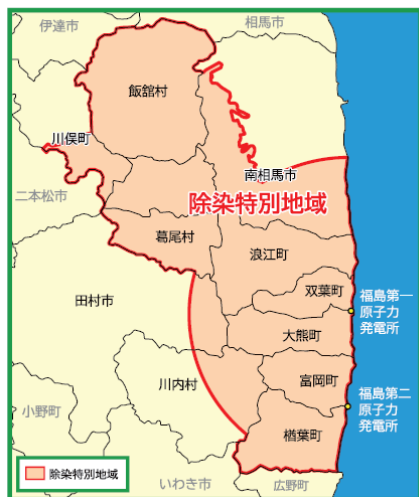 伊達市
相馬市
飯舘村
川俣町
南相馬市
二本松市
除染特別地域
葛尾村
浪江町
双葉町
福島第一
原子力
発電所
田村市
大熊町
富岡町
川内村
福島第二
原子力
発電所
小野町
楢葉町
除染特別地域
いわき市
広野町